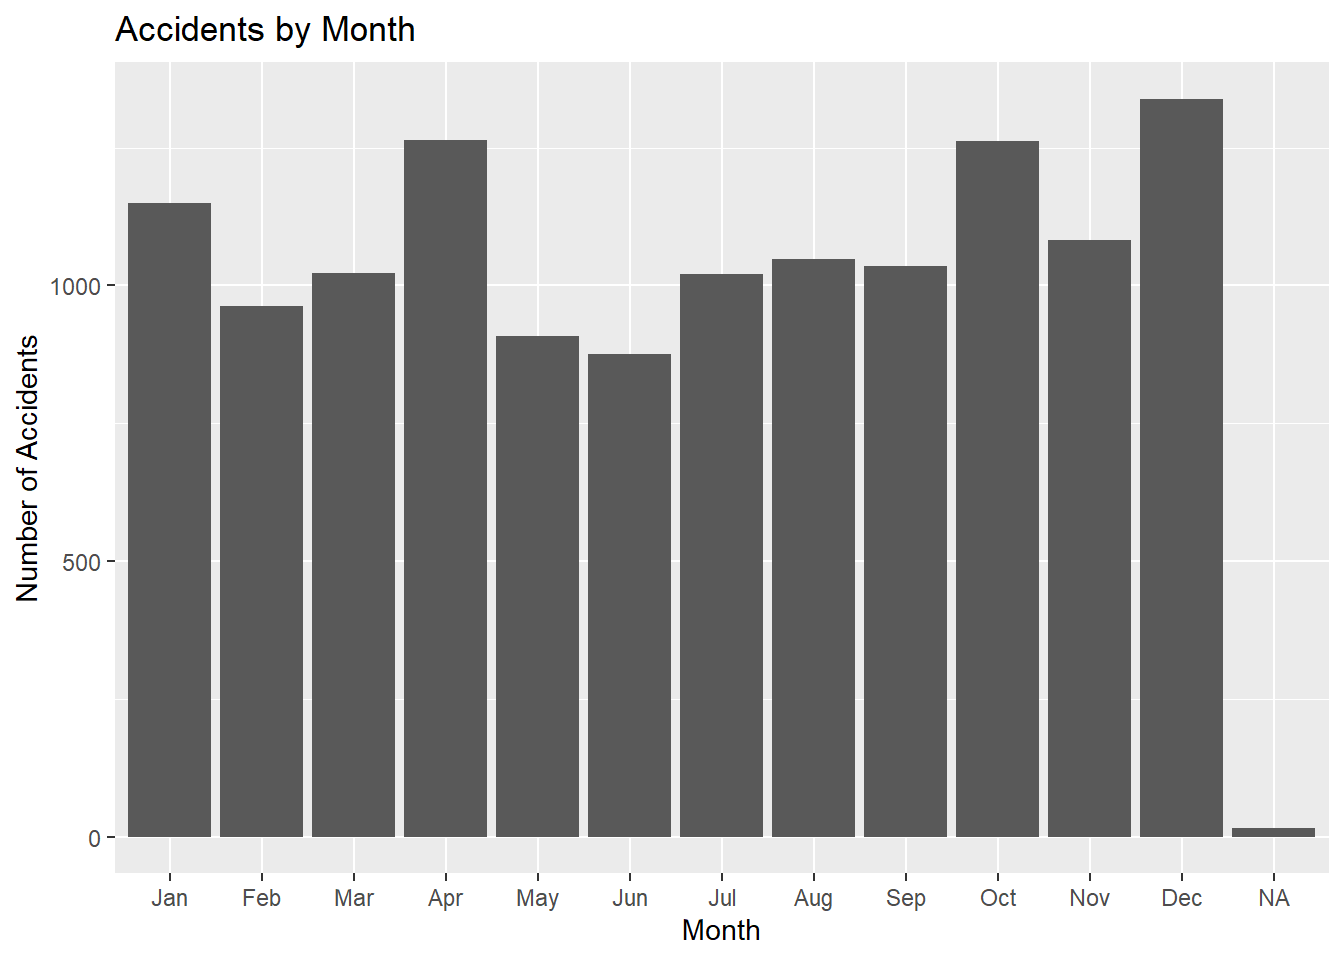 Accidents by Month
Number of Accidents
1000
500
0
Jan Feb Mar Apr May Jun Jul Aug Sep Oct Nov Dec NA
Month